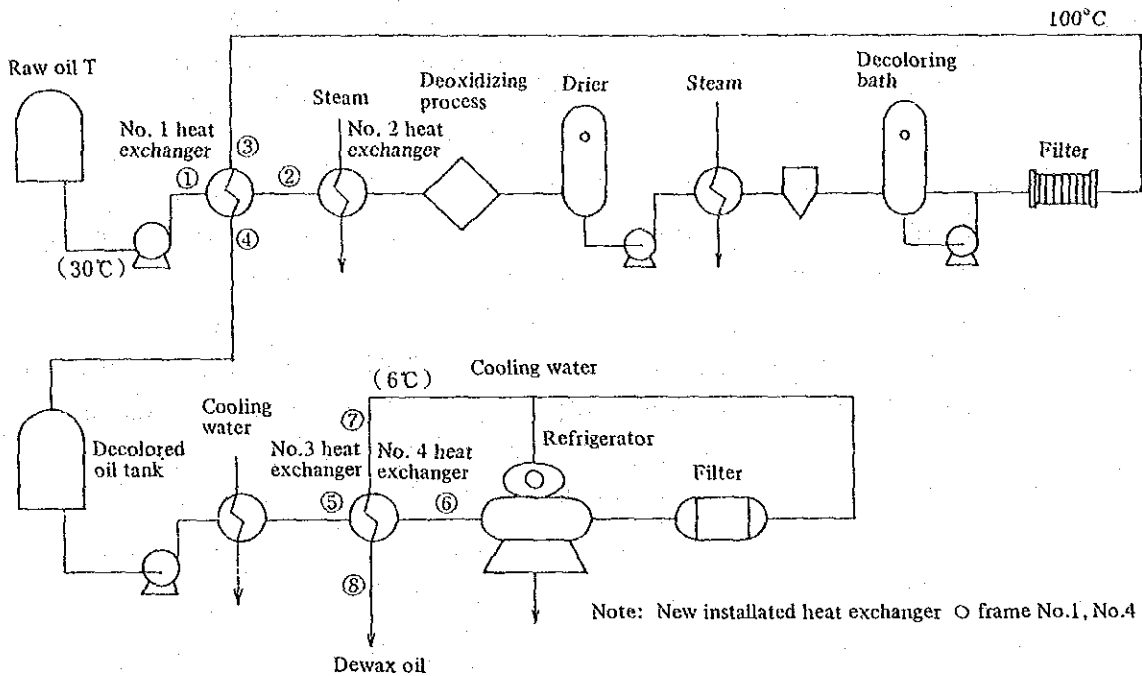 100°C
Raw oil T
Steam
Deoxidizing
process
Drier
Steam
Decoloring
bath
No. 1 heat
exchanger
①
③
②
No. 2 heat
exchanger
Filter
④
(30℃)
(6℃)
Cooling water
Cooling
water
⑦
Decolored
oil tank
No.3 heat
exchanger
No. 4 heat
exchanger
Refrigerator
Filter
⑤
⑥
⑧
Note: New installated heat exchanger O frame No.1, No.4
Dewax oil